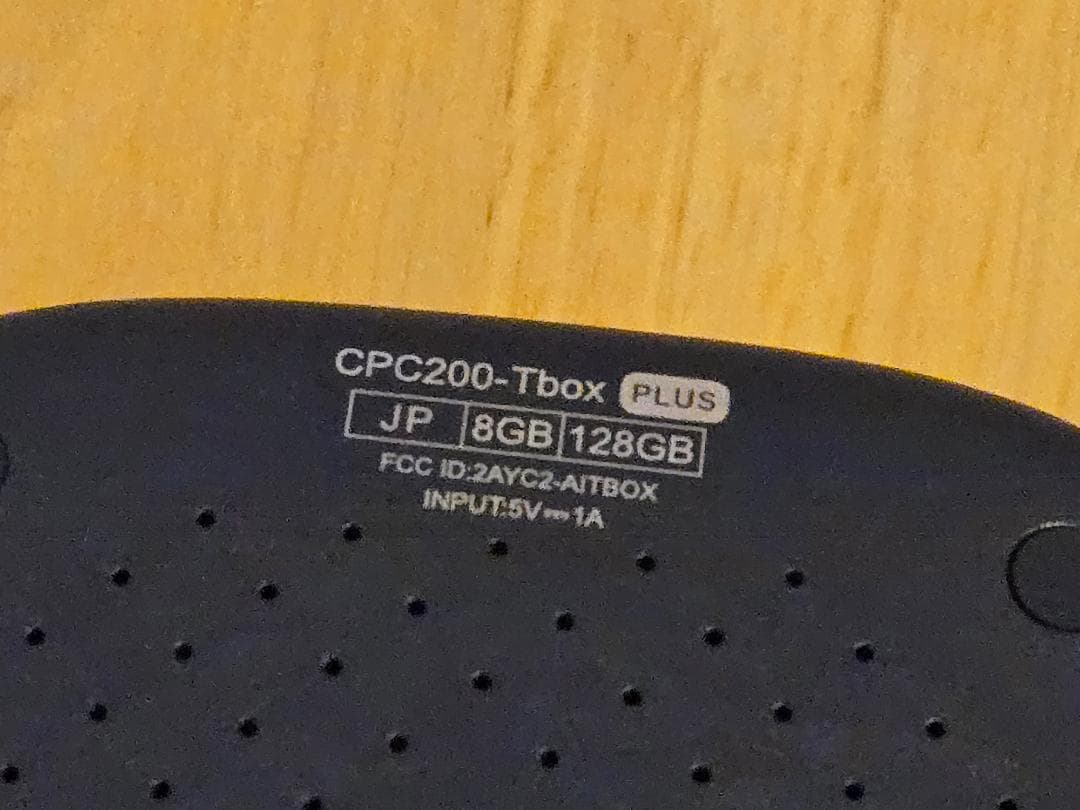 CPC200-Tbox PLUS
JP 8GB 128GB
FCC ID:2AYC2-AITBOX
INPUT:5V⎓1A